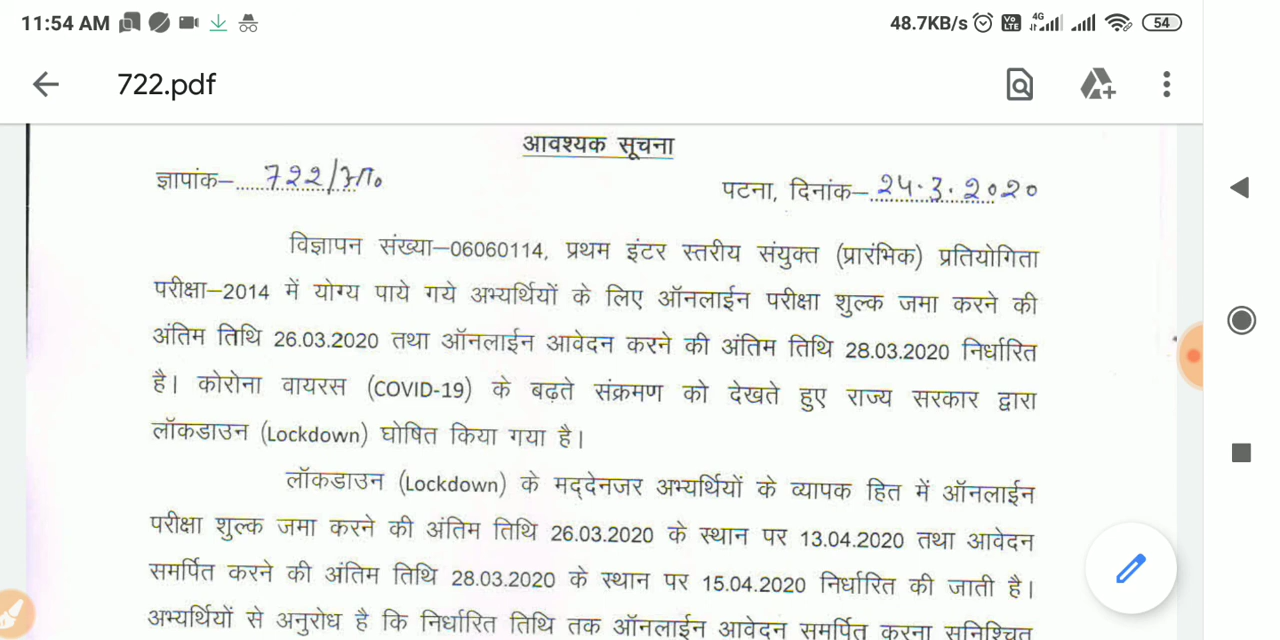 11:54 AM 48.7KB/s VoLTE 4G 54
722.pdf
आवश्यक सूचना
ज्ञापांक–722/आ० पटना, दिनांक–24.3.2020
विज्ञापन संख्या–06060114, प्रथम इंटर स्तरीय संयुक्त (प्रारंभिक) प्रतियोगिता
परीक्षा–2014 में योग्य पाये गये अभ्यर्थियों के लिए ऑनलाईन परीक्षा शुल्क जमा करने की
अंतिम तिथि 26.03.2020 तथा ऑनलाईन आवेदन करने की अंतिम तिथि 28.03.2020 निर्धारित
है। कोरोना वायरस (COVID-19) के बढ़ते संक्रमण को देखते हुए राज्य सरकार द्वारा
लॉकडाउन (Lockdown) घोषित किया गया है।
लॉकडाउन (Lockdown) के मद्देनजर अभ्यर्थियों के व्यापक हित में ऑनलाईन
परीक्षा शुल्क जमा करने की अंतिम तिथि 26.03.2020 के स्थान पर 13.04.2020 तथा आवेदन
समर्पित करने की अंतिम तिथि 28.03.2020 के स्थान पर 15.04.2020 निर्धारित की जाती है।
अभ्यर्थियों से अनुरोध है कि निर्धारित तिथि तक ऑनलाईन आवेदन समर्पित करना सुनिश्चित